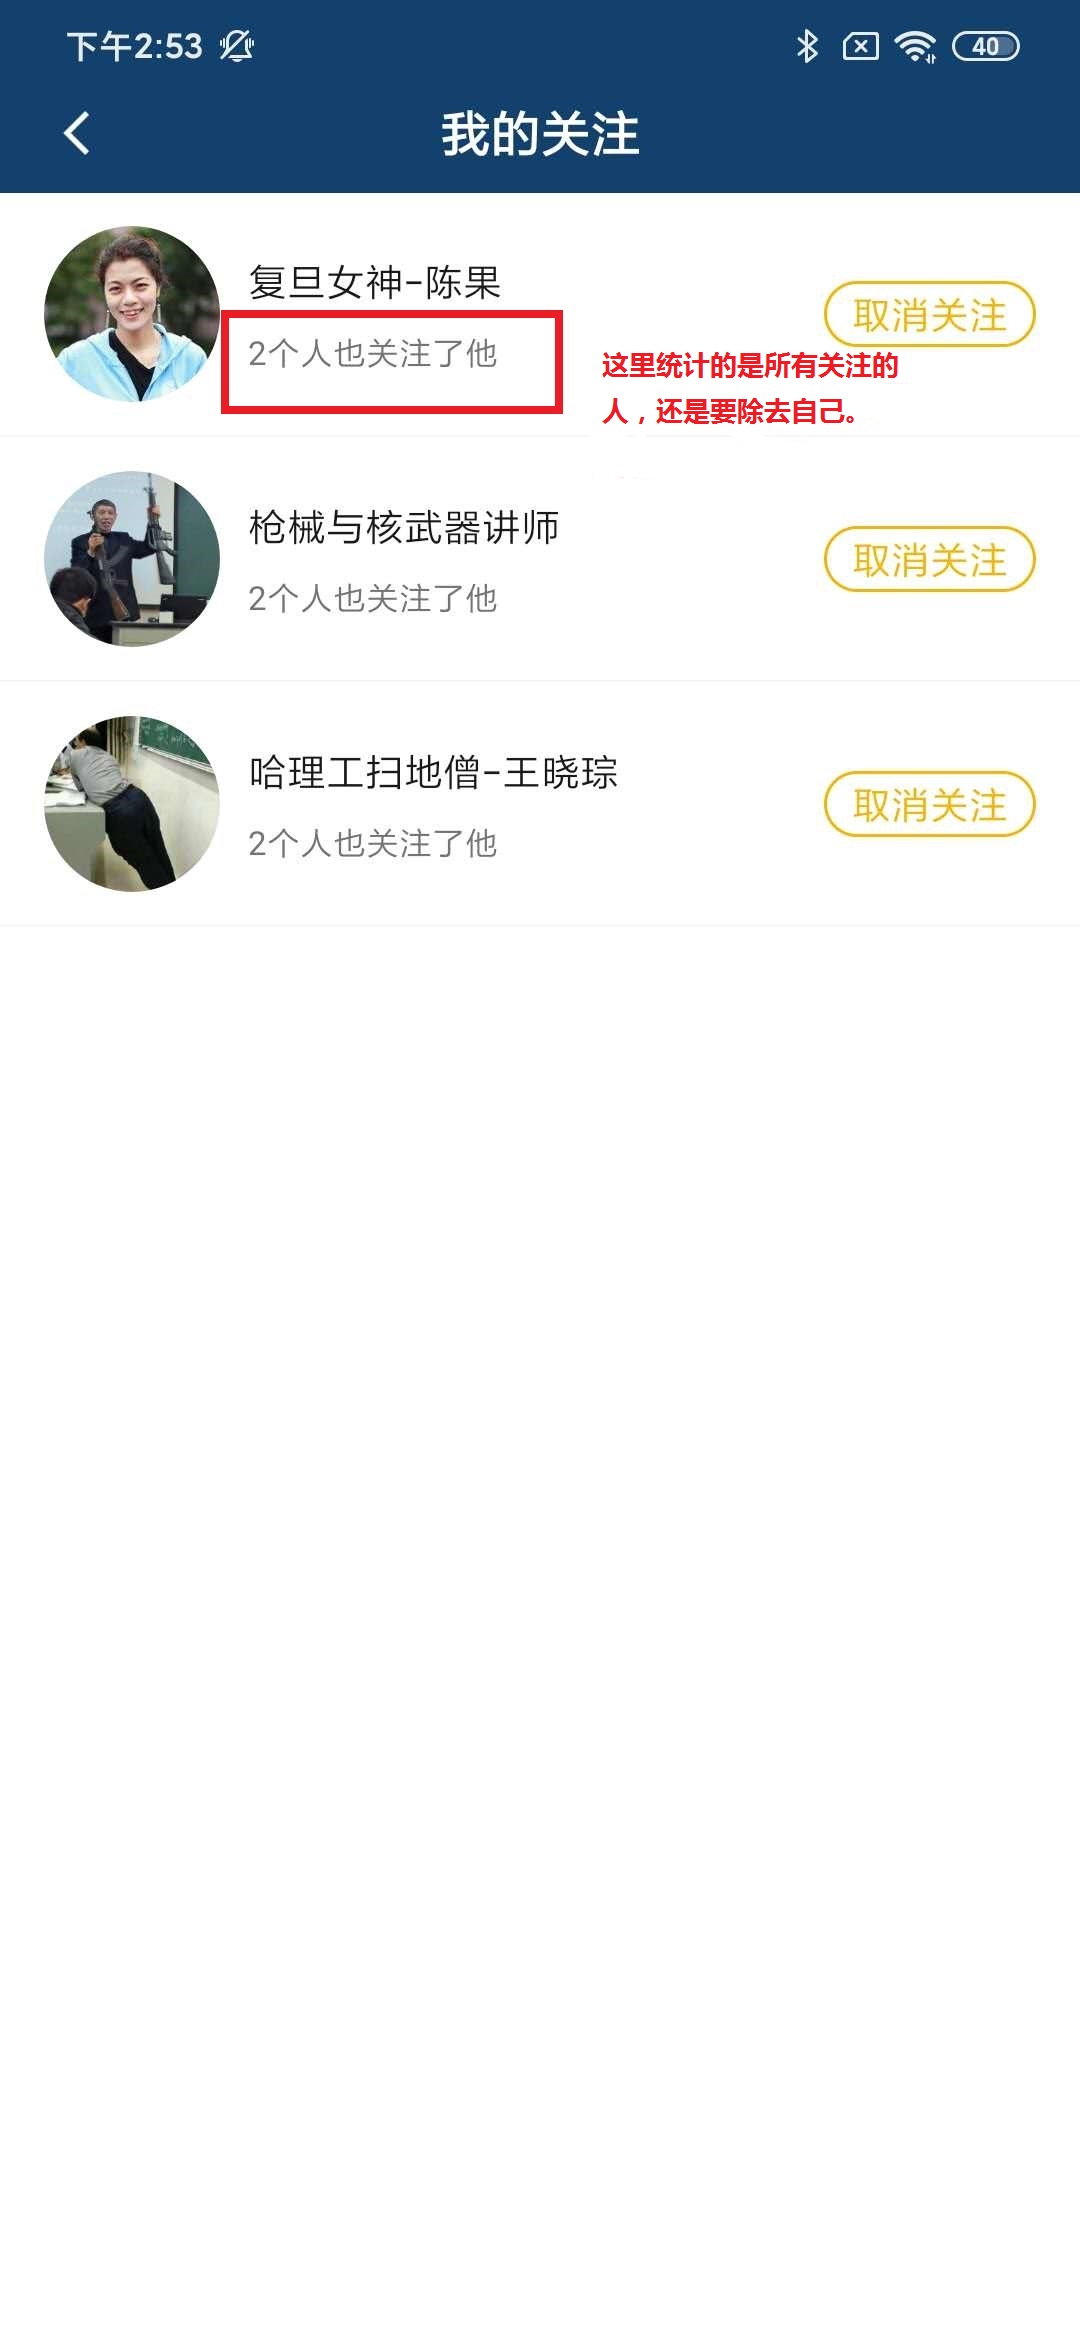 下午2:53
40
我的关注
复旦女神-陈果
2个人也关注了他
取消关注
这里统计的是所有关注的
人，还是要除去自己。
枪械与核武器讲师
2个人也关注了他
取消关注
哈理工扫地僧-王晓琮
2个人也关注了他
取消关注